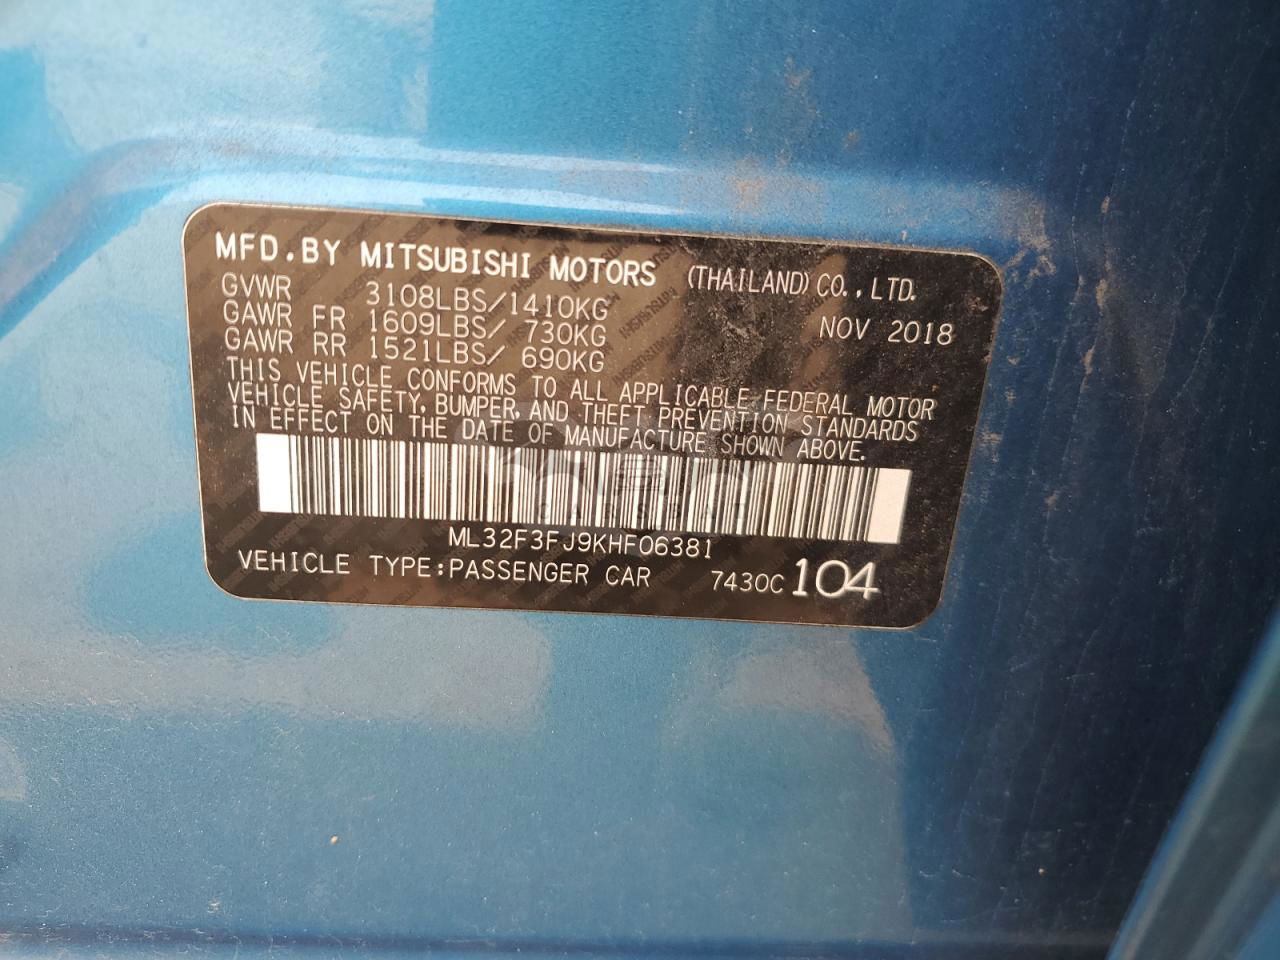 MFD.BY MITSUBISHI MOTORS (THAILAND) CO.,LTD.
GVWR 3108LBS/1410KG
GAWR FR 1609LBS/ 730KG NOV 2018
GAWR RR 1521LBS/ 690KG
THIS VEHICLE CONFORMS TO ALL APPLICABLE FEDERAL MOTOR
VEHICLE SAFETY, BUMPER, AND THEFT PREVENTION STANDARDS
IN EFFECT ON THE DATE OF MANUFACTURE SHOWN ABOVE.
ML32F3FJ9KHF06381
VEHICLE TYPE:PASSENGER CAR 7430C 104